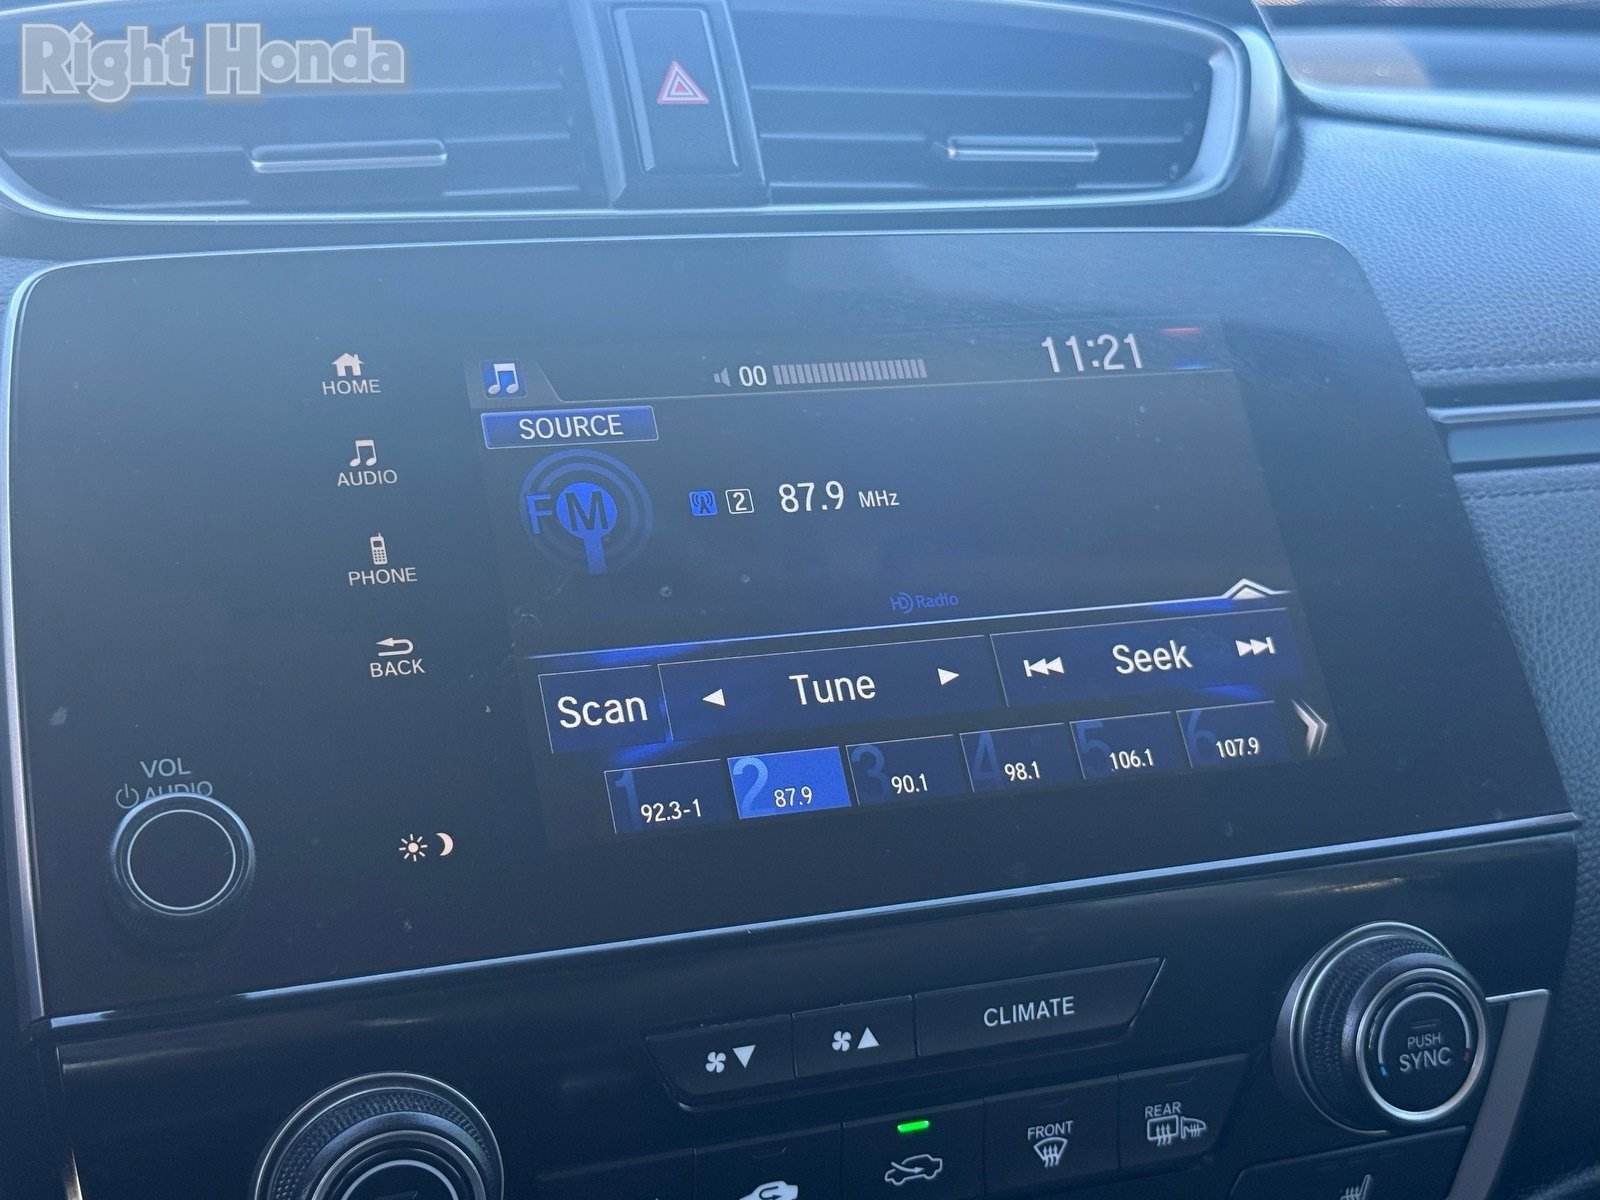 Right Honda
HOME
AUDIO
PHONE
BACK
VOL
AUDIO
00
11:21
SOURCE
FM
2 87.9 MHz
HD Radio
Scan
Tune
Seek
1 92.3-1
2 87.9
3 90.1
4 98.1
5 106.1
6 107.9
CLIMATE
PUSH
SYNC
FRONT
REAR